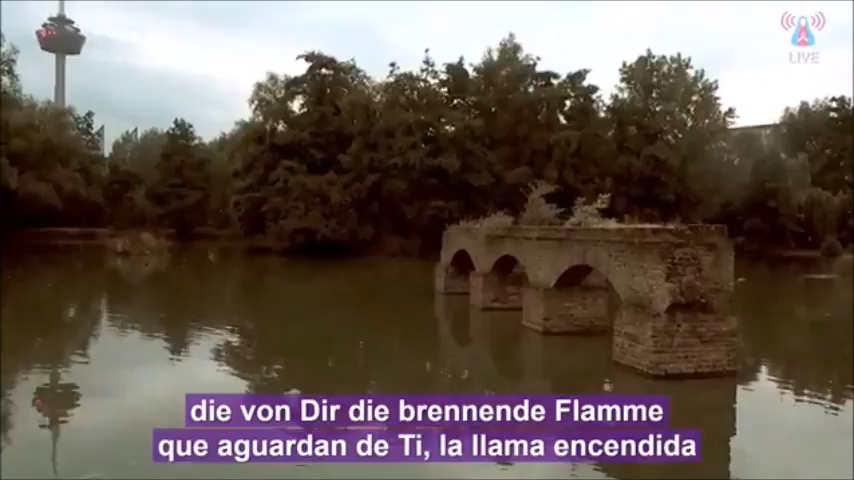 LIVE
die von Dir die brennende Flamme
que aguardan de Ti, la llama encendida